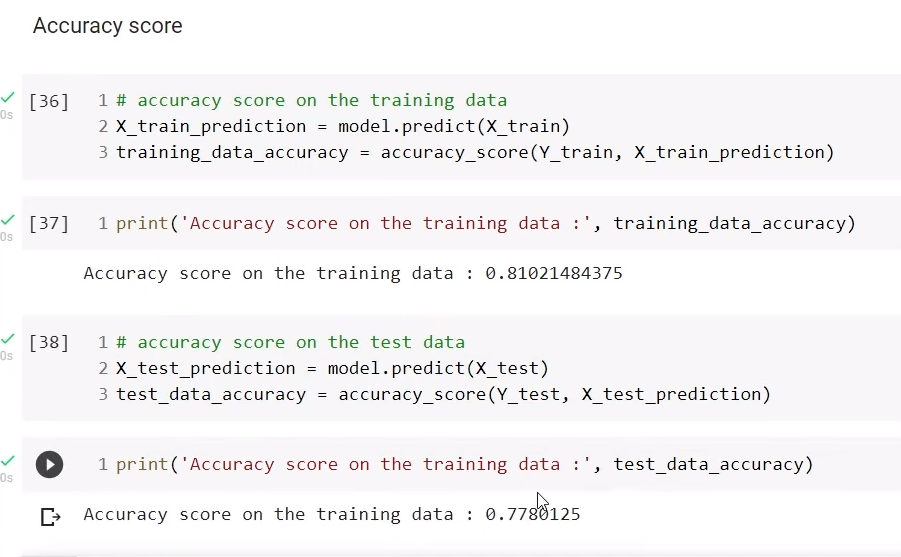 Accuracy score
0s
[36]
1 # accuracy score on the training data
2 X_train_prediction = model.predict(X_train)
3 training_data_accuracy = accuracy_score(Y_train, X_train_prediction)
0s
[37]
1 print('Accuracy score on the training data :', training_data_accuracy)
Accuracy score on the training data : 0.81021484375
0s
[38]
1 # accuracy score on the test data
2 X_test_prediction = model.predict(X_test)
3 test_data_accuracy = accuracy_score(Y_test, X_test_prediction)
0s
1 print('Accuracy score on the training data :', test_data_accuracy)
Accuracy score on the training data : 0.7780125